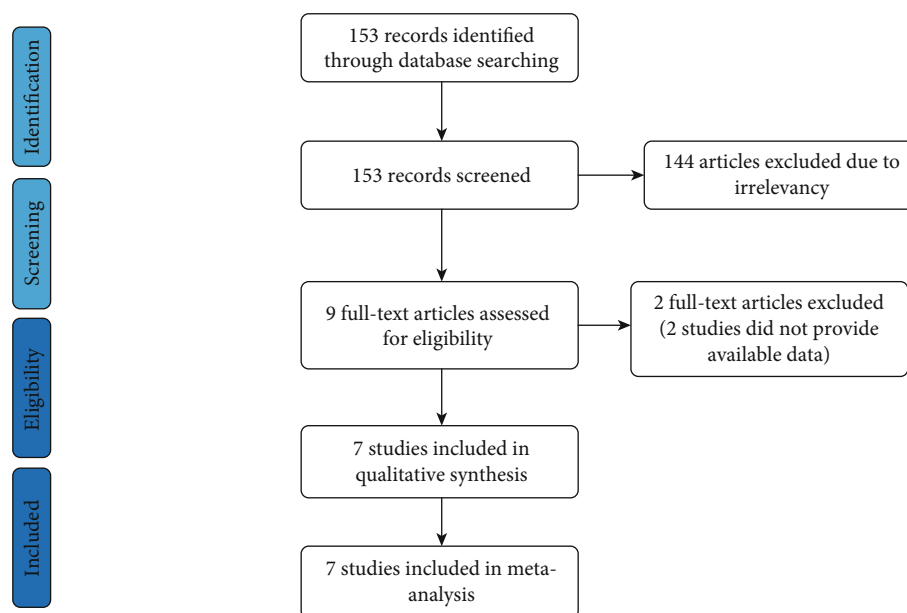 Identification
153 records identified
through database searching
153 records screened
144 articles excluded due to
irrelevancy
Screening
9 full-text articles assessed
for eligibility
2 full-text articles excluded
(2 studies did not provide
available data)
Eligibility
7 studies included in
qualitative synthesis
Included
7 studies included in meta-
analysis